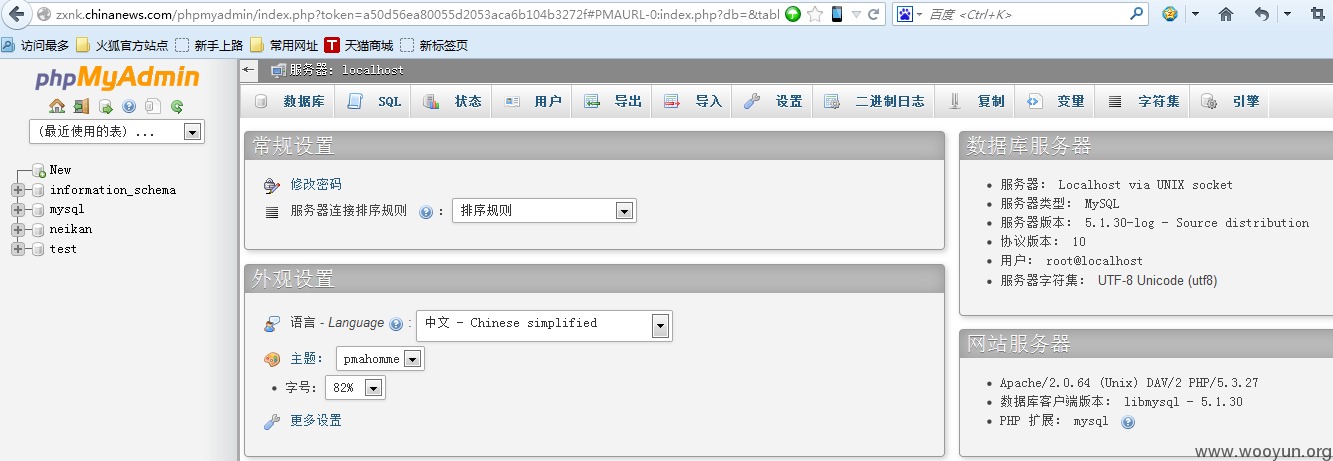 zxnk.chinanews.com/phpmyadmin/index.php?token=a50d56ea80055d2053aca6b104b3272f#PMAURL-0:index.php?db=&tabl
百度 <Ctrl+K>
访问最多 火狐官方站点 新手上路 常用网址 天猫商城 新标签页
phpMyAdmin
(最近使用的表) ...
New
information_schema
mysql
neikan
test
服务器: localhost
数据库 SQL 状态 用户 导出 导入 设置 二进制日志 复制 变量 字符集 引擎
常规设置
修改密码
服务器连接排序规则 : 排序规则
外观设置
语言 - Language : 中文 - Chinese simplified
主题: pmahomme
字号: 82%
更多设置
数据库服务器
服务器: Localhost via UNIX socket
服务器类型: MySQL
服务器版本: 5.1.30-log - Source distribution
协议版本: 10
用户: root@localhost
服务器字符集: UTF-8 Unicode (utf8)
网站服务器
Apache/2.0.64 (Unix) DAV/2 PHP/5.3.27
数据库客户端版本: libmysql - 5.1.30
PHP 扩展: mysql
www.wooyun.org